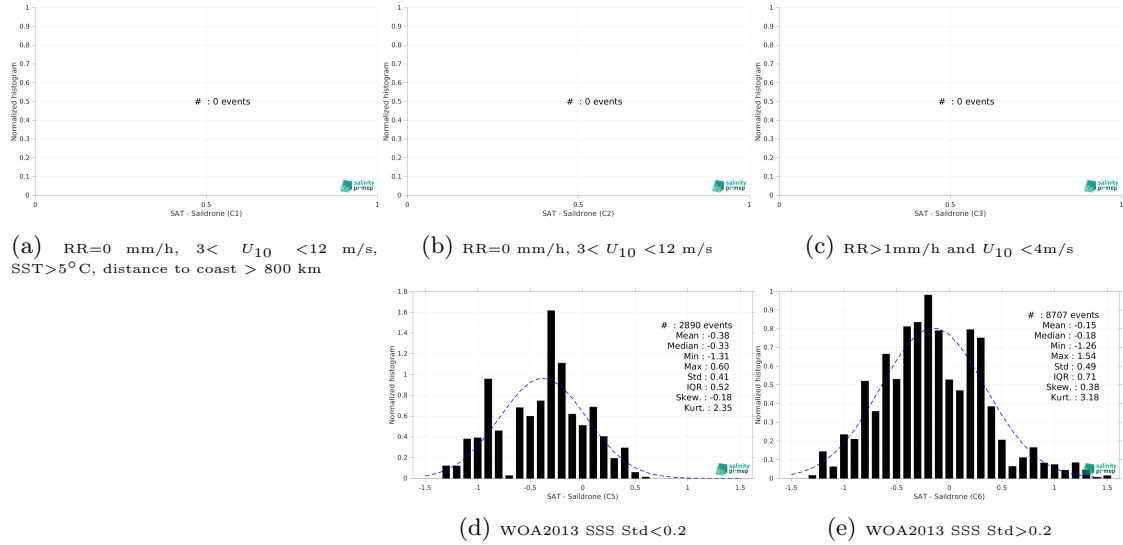 1
0.9
0.8
0.7
0.6
0.5
0.4
0.3
0.2
0.1
0
Normalized histogram
# : 0 events
salinity
pi-mep
0 0.5 1
SAT - Saildrone (C1)
(a) RR=0 mm/h, 3< U10 <12 m/s,
SST>5°C, distance to coast > 800 km
1
0.9
0.8
0.7
0.6
0.5
0.4
0.3
0.2
0.1
0
Normalized histogram
# : 0 events
salinity
pi-mep
0 0.5 1
SAT - Saildrone (C2)
(b) RR=0 mm/h, 3< U10 <12 m/s
1
0.9
0.8
0.7
0.6
0.5
0.4
0.3
0.2
0.1
0
Normalized histogram
# : 0 events
salinity
pi-mep
0 0.5 1
SAT - Saildrone (C3)
(c) RR>1mm/h and U10 <4m/s
1.8
1.6
1.4
1.2
1
0.8
0.6
0.4
0.2
0
Normalized histogram
# : 2890 events
Mean : -0.38
Median : -0.33
Min : -1.31
Max : 0.60
Std : 0.41
IQR : 0.52
Skew. : -0.18
Kurt. : 2.35
salinity
pi-mep
-1.5 -1 -0.5 0 0.5 1 1.5
SAT - Saildrone (C5)
(d) WOA2013 SSS Std<0.2
1
0.9
0.8
0.7
0.6
0.5
0.4
0.3
0.2
0.1
0
Normalized histogram
# : 8707 events
Mean : -0.15
Median : -0.18
Min : -1.26
Max : 1.54
Std : 0.49
IQR : 0.71
Skew. : 0.38
Kurt. : 3.18
salinity
pi-mep
-1.5 -1 -0.5 0 0.5 1 1.5
SAT - Saildrone (C6)
(e) WOA2013 SSS Std>0.2